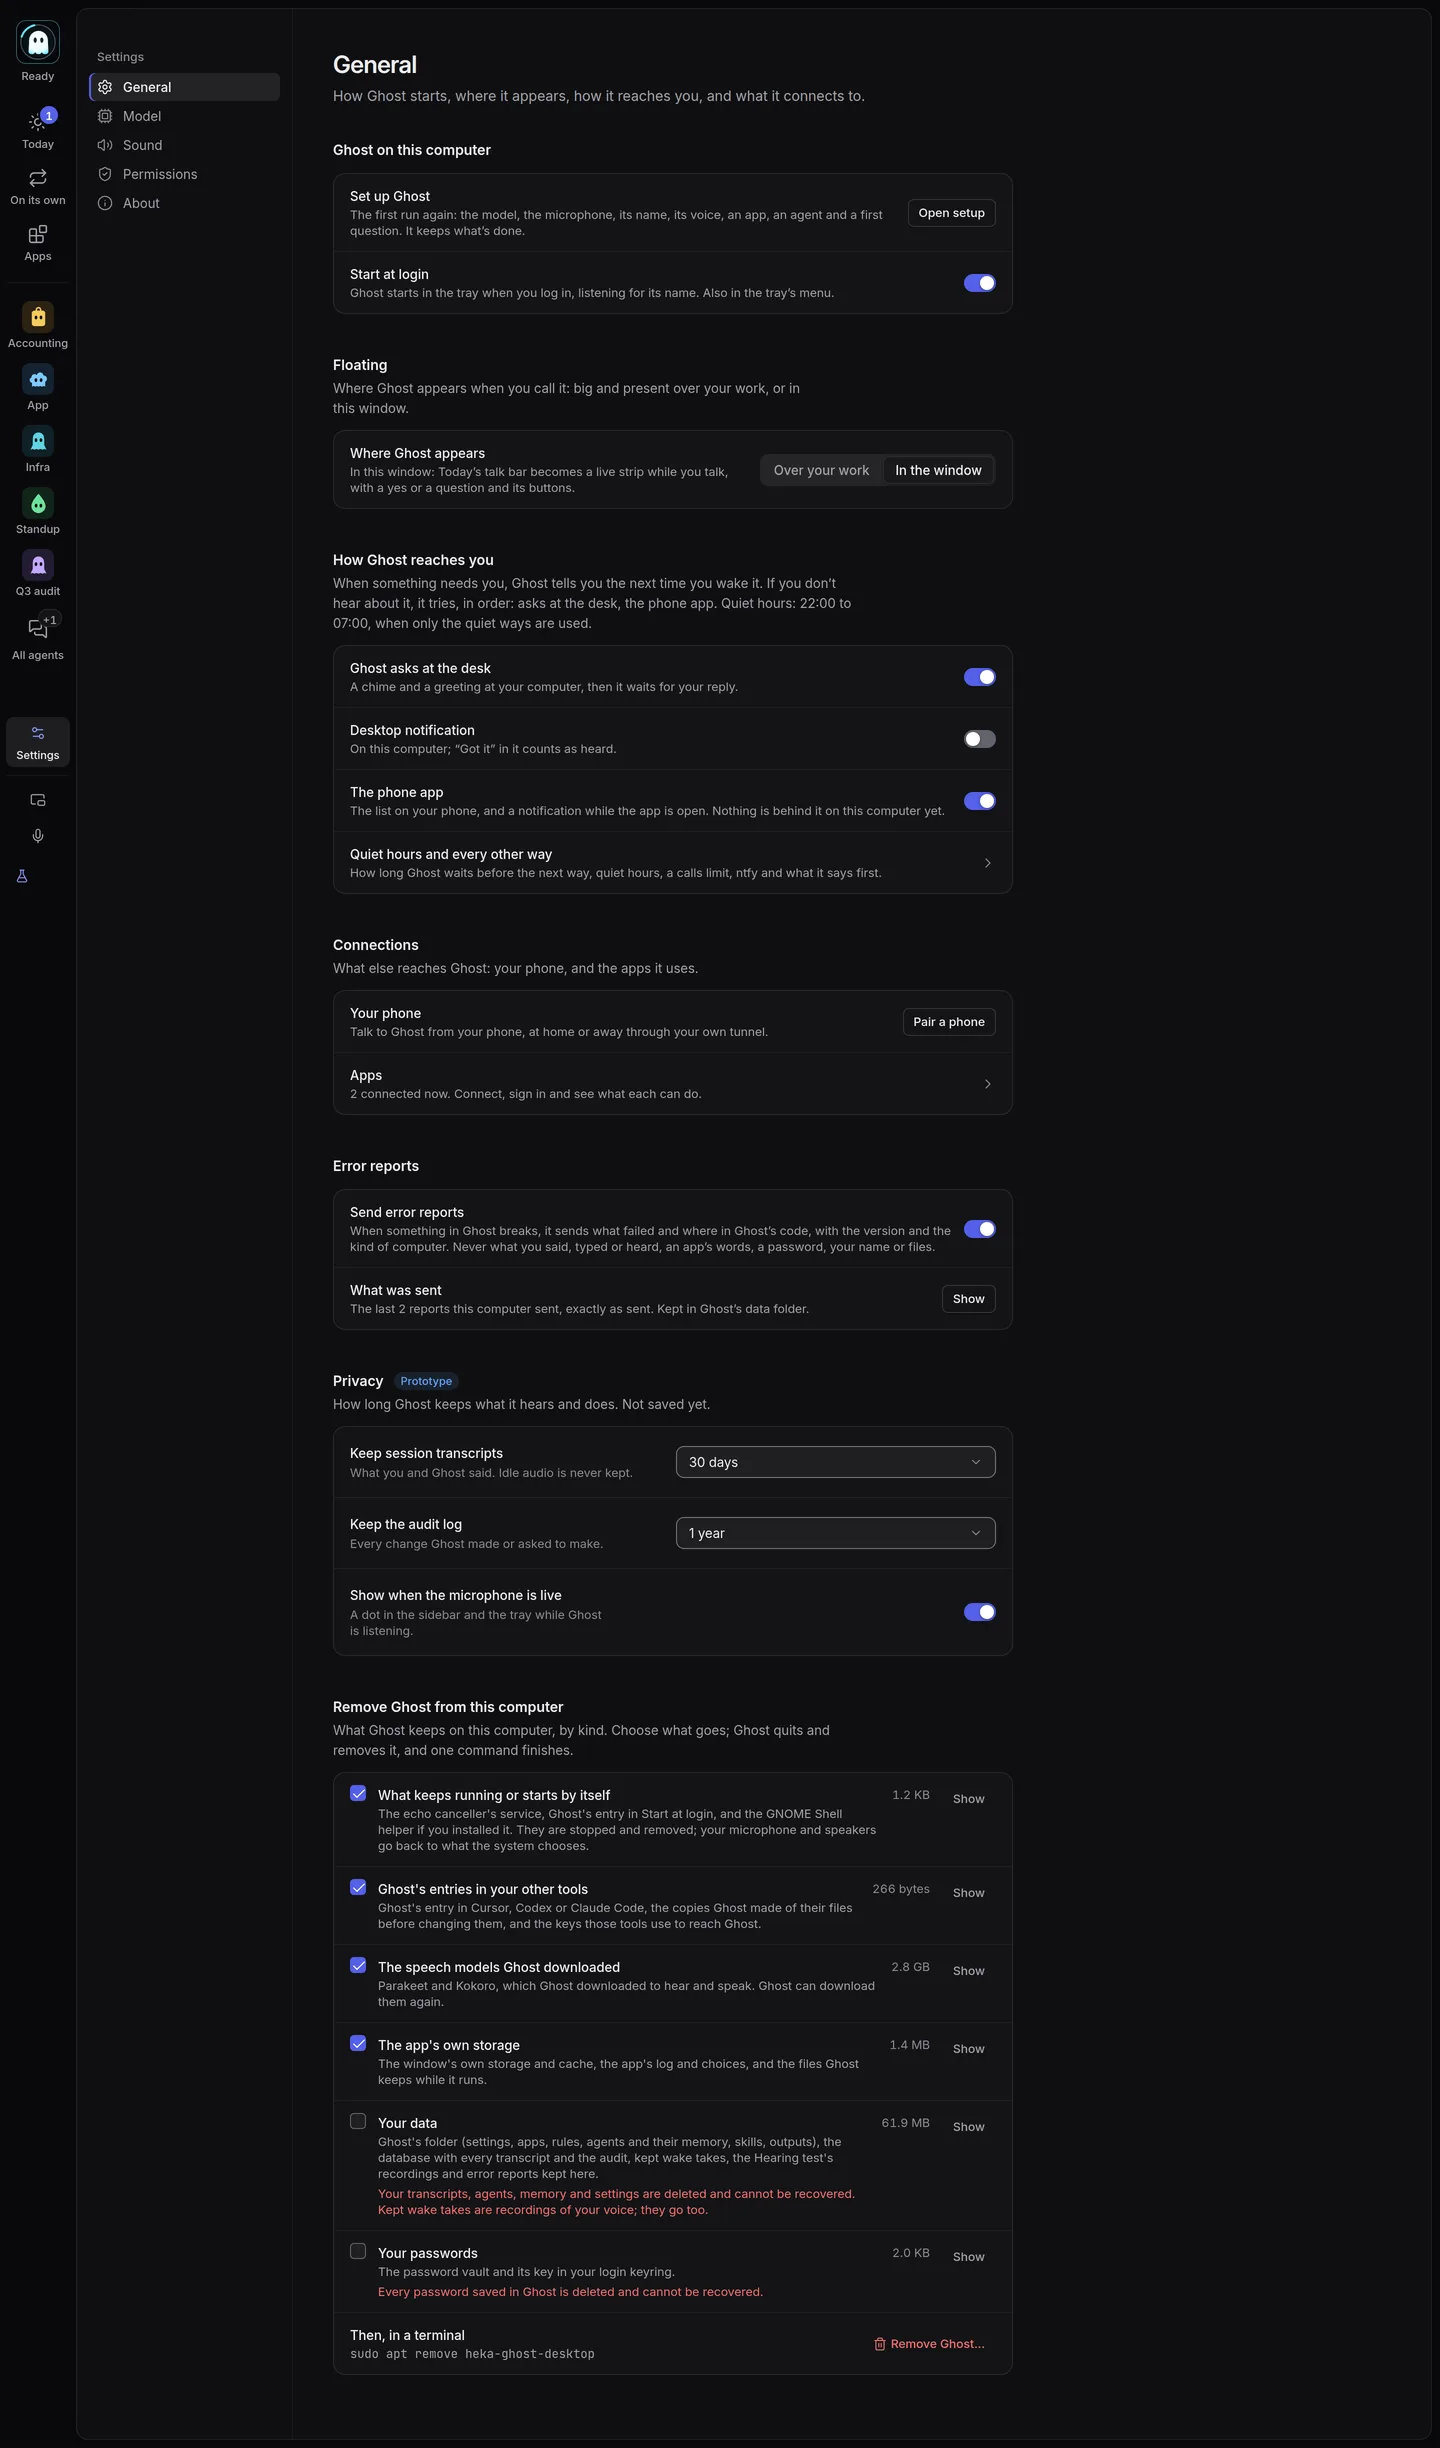 Ready
1
Today
On its own
Apps
Accounting
App
Infra
Standup
Q3 audit
+1
All agents
Settings
Settings
General
Model
Sound
Permissions
About
General
How Ghost starts, where it appears, how it reaches you, and what it connects to.
Ghost on this computer
Set up Ghost
The first run again: the model, the microphone, its name, its voice, an app, an agent and a first
question. It keeps what’s done.
Open setup
Start at login
Ghost starts in the tray when you log in, listening for its name. Also in the tray’s menu.
Floating
Where Ghost appears when you call it: big and present over your work, or in
this window.
Where Ghost appears
In this window: Today’s talk bar becomes a live strip while you talk,
with a yes or a question and its buttons.
Over your work
In the window
How Ghost reaches you
When something needs you, Ghost tells you the next time you wake it. If you don’t
hear about it, it tries, in order: asks at the desk, the phone app. Quiet hours: 22:00 to
07:00, when only the quiet ways are used.
Ghost asks at the desk
A chime and a greeting at your computer, then it waits for your reply.
Desktop notification
On this computer; “Got it” in it counts as heard.
The phone app
The list on your phone, and a notification while the app is open. Nothing is behind it on this computer yet.
Quiet hours and every other way
How long Ghost waits before the next way, quiet hours, a calls limit, ntfy and what it says first.
Connections
What else reaches Ghost: your phone, and the apps it uses.
Your phone
Talk to Ghost from your phone, at home or away through your own tunnel.
Pair a phone
Apps
2 connected now. Connect, sign in and see what each can do.
Error reports
Send error reports
When something in Ghost breaks, it sends what failed and where in Ghost’s code, with the version and the
kind of computer. Never what you said, typed or heard, an app’s words, a password, your name or files.
What was sent
The last 2 reports this computer sent, exactly as sent. Kept in Ghost’s data folder.
Show
Privacy
Prototype
How long Ghost keeps what it hears and does. Not saved yet.
Keep session transcripts
What you and Ghost said. Idle audio is never kept.
30 days
Keep the audit log
Every change Ghost made or asked to make.
1 year
Show when the microphone is live
A dot in the sidebar and the tray while Ghost
is listening.
Remove Ghost from this computer
What Ghost keeps on this computer, by kind. Choose what goes; Ghost quits and
removes it, and one command finishes.
What keeps running or starts by itself
1.2 KB
Show
The echo canceller's service, Ghost's entry in Start at login, and the GNOME Shell
helper if you installed it. They are stopped and removed; your microphone and speakers
go back to what the system chooses.
Ghost's entries in your other tools
266 bytes
Show
Ghost's entry in Cursor, Codex or Claude Code, the copies Ghost made of their files
before changing them, and the keys those tools use to reach Ghost.
The speech models Ghost downloaded
2.8 GB
Show
Parakeet and Kokoro, which Ghost downloaded to hear and speak. Ghost can download
them again.
The app's own storage
1.4 MB
Show
The window's own storage and cache, the app's log and choices, and the files Ghost
keeps while it runs.
Your data
61.9 MB
Show
Ghost's folder (settings, apps, rules, agents and their memory, skills, outputs), the
database with every transcript and the audit, kept wake takes, the Hearing test's
recordings and error reports kept here.
Your transcripts, agents, memory and settings are deleted and cannot be recovered.
Kept wake takes are recordings of your voice; they go too.
Your passwords
2.0 KB
Show
The password vault and its key in your login keyring.
Every password saved in Ghost is deleted and cannot be recovered.
Then, in a terminal
sudo apt remove heka-ghost-desktop
Remove Ghost...